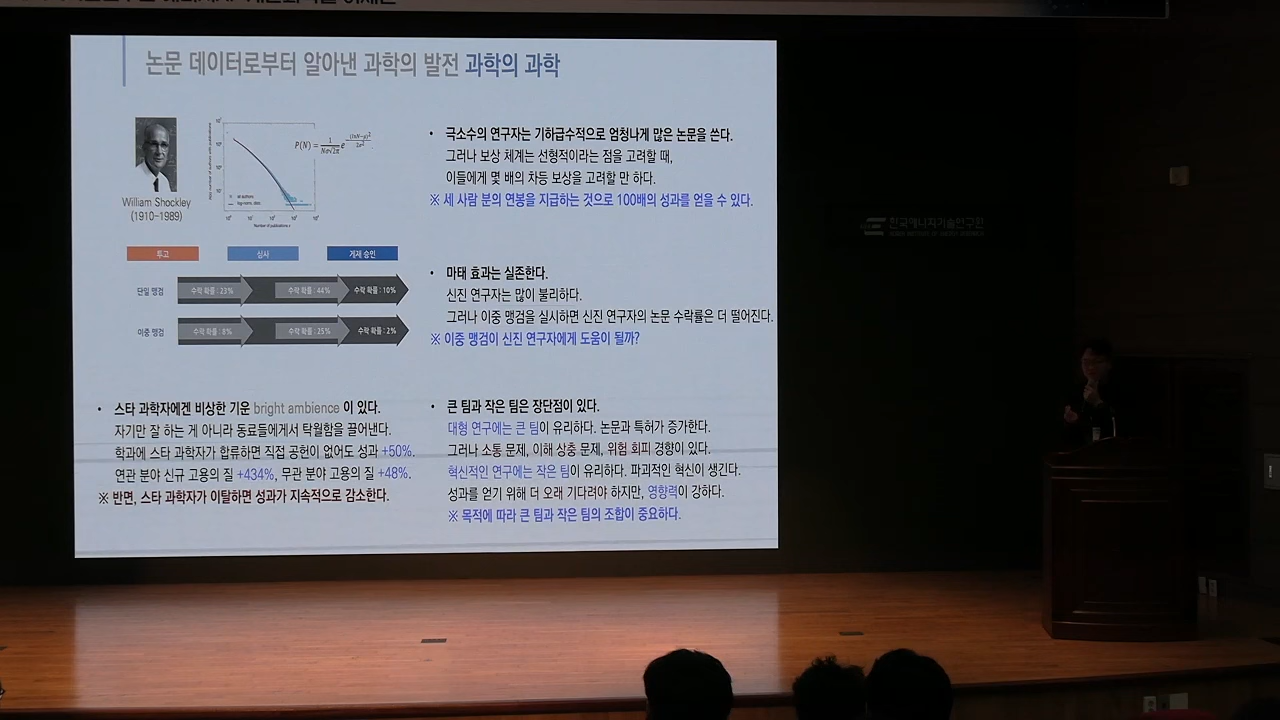 논문 데이터로부터 알아낸 과학의 발전 과학의 과학
William Shockley
(1910~1989)
all authors
log-norm. distr.
Number of publications
투고
심사
게재 승인
단일 맹검
수락 확률 : 23%
수락 확률 : 44%
수락 확률 : 10%
이중 맹검
수락 확률 : 8%
수락 확률 : 25%
수락 확률 : 2%
• 극소수의 연구자는 기하급수적으로 엄청나게 많은 논문을 쓴다.
그러나 보상 체계는 선형적이라는 점을 고려할 때,
이들에게 몇 배의 차등 보상을 고려할 만 하다.
※ 세 사람 분의 연봉을 지급하는 것으로 100배의 성과를 얻을 수 있다.
• 마태 효과는 실존한다.
신진 연구자는 많이 불리하다.
그러나 이중 맹검을 실시하면 신진 연구자의 논문 수락률은 더 떨어진다.
※ 이중 맹검이 신진 연구자에게 도움이 될까?
• 스타 과학자에겐 비상한 기운 bright ambience 이 있다.
자기만 잘 하는 게 아니라 동료들에게서 탁월함을 끌어낸다.
학과에 스타 과학자가 합류하면 직접 공헌이 없어도 성과 +50%.
연관 분야 신규 고용의 질 +434%, 무관 분야 고용의 질 +48%.
※ 반면, 스타 과학자가 이탈하면 성과가 지속적으로 감소한다.
• 큰 팀과 작은 팀은 장단점이 있다.
대형 연구에는 큰 팀이 유리하다. 논문과 특허가 증가한다.
그러나 소통 문제, 이해 상충 문제, 위험 회피 경향이 있다.
혁신적인 연구에는 작은 팀이 유리하다. 파괴적인 혁신이 생긴다.
성과를 얻기 위해 더 오래 기다려야 하지만, 영향력이 강하다.
※ 목적에 따라 큰 팀과 작은 팀의 조합이 중요하다.
한국에너지기술연구원